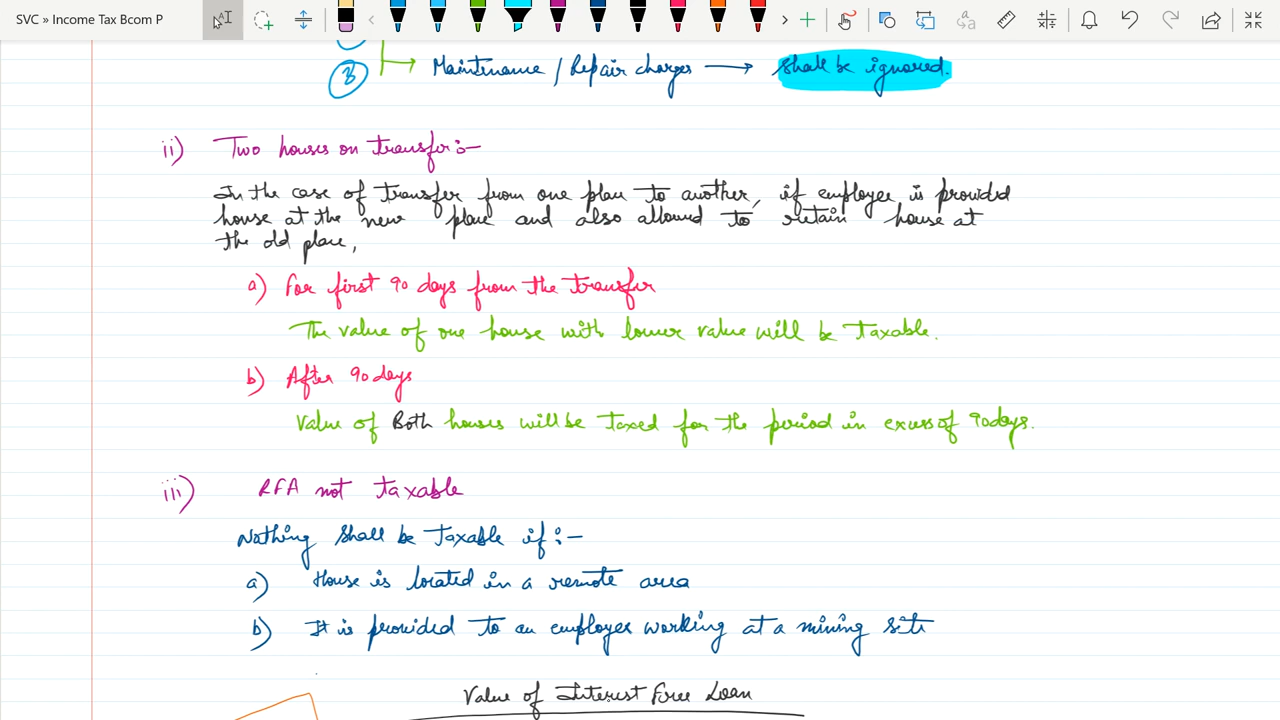 SVC » Income Tax Bcom P
3
Maintenance / Repair charges → Shall be ignored.
ii) Two houses on transfer:-
In the case of transfer from one plan to another, if employee is provided
house at the new place and also allowed to retain house at
the old place,
a) For first 90 days from the transfer
The value of one house with lower value will be taxable.
b) After 90 days
Value of Both houses will be taxed for the period in excess of 90 days.
iii) RFA not taxable
Nothing shall be taxable if:-
a) House is located in a remote area
b) It is provided to an employee working at a mining site
Value of Interest Free Loan